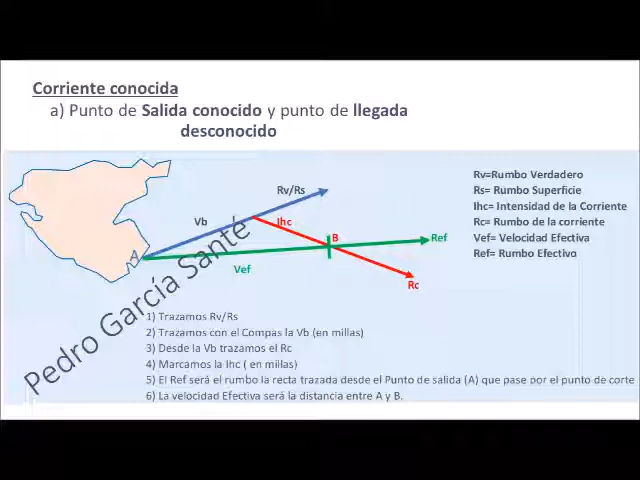 Corriente conocida
a) Punto de Salida conocido y punto de llegada
desconocido
Rv=Rumbo Verdadero
Rs= Rumbo Superficie
Ihc= Intensidad de la Corriente
Rc= Rumbo de la corriente
Vef= Velocidad Efectiva
Ref= Rumbo Efectivo
Rv/Rs
Vb
Ihc
B
Ref
A
Vef
Rc
Pedro García Santé
1) Trazamos Rv/Rs
2) Trazamos con el Compas la Vb (en millas)
3) Desde la Vb trazamos el Rc
4) Marcamos la Ihc ( en millas)
5) El Ref será el rumbo la recta trazada desde el Punto de salida (A) que pase por el punto de corte
6) La velocidad Efectiva será la distancia entre A y B.